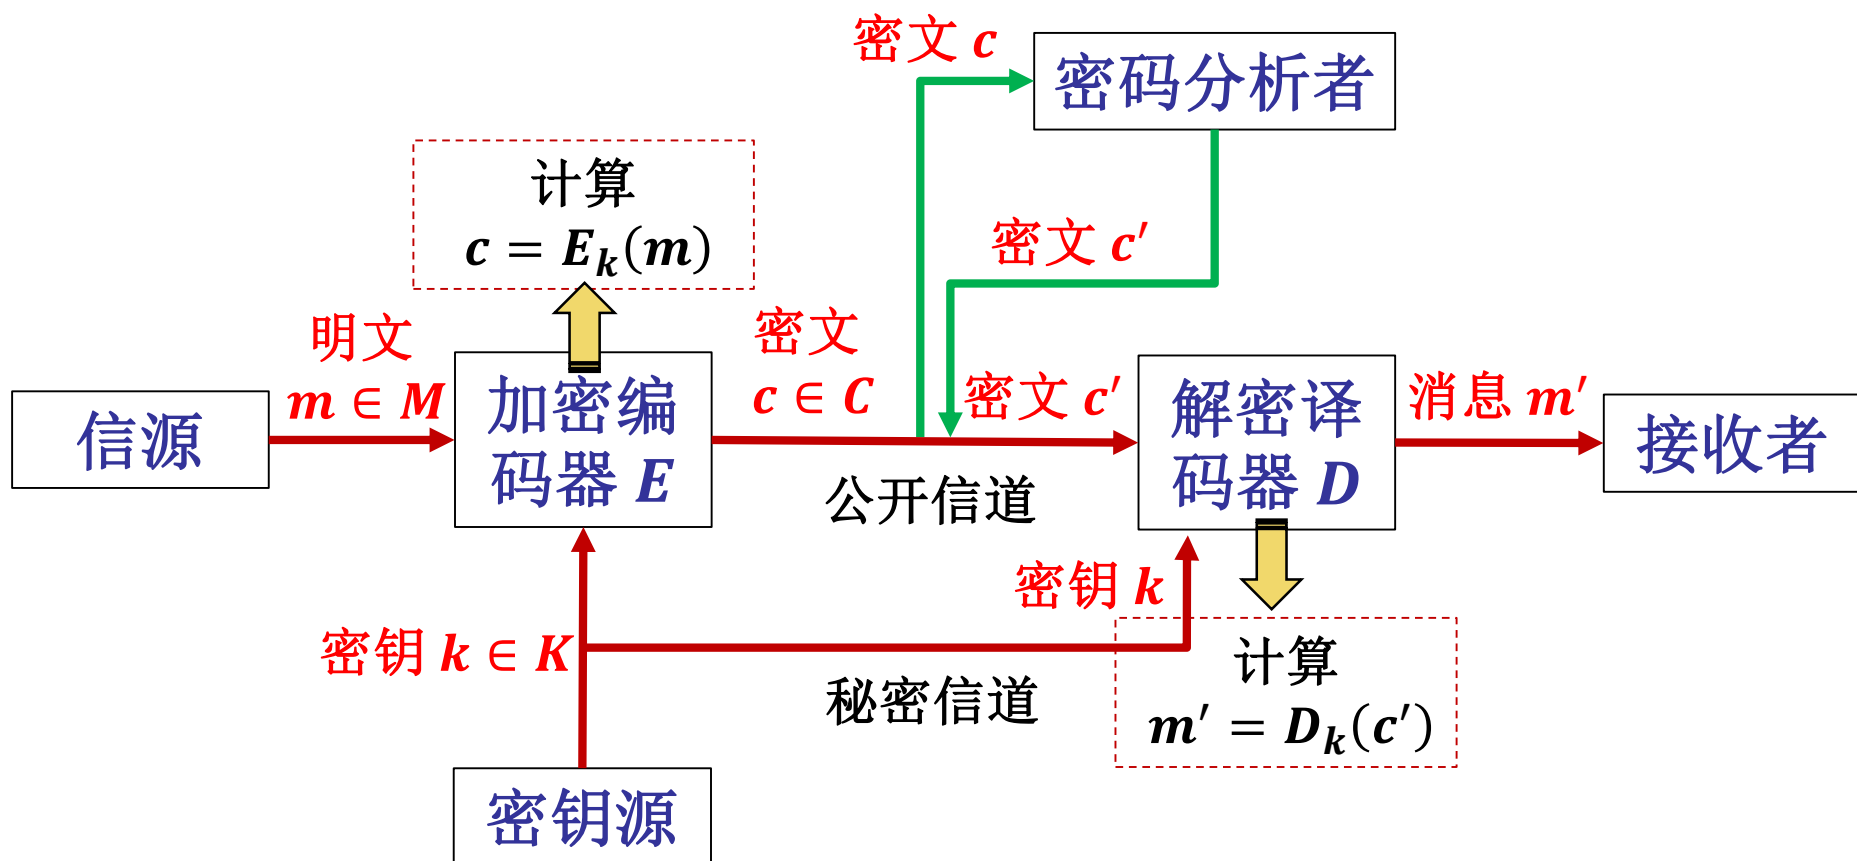 密文 c
密码分析者
计算
c = E_k(m)
密文 c′
明文
m ∈ M
密文
c ∈ C
密文 c′
消息 m′
信源
加密编
码器 E
解密译
码器 D
接收者
公开信道
密钥 k
密钥 k ∈ K
秘密信道
计算
m′ = D_k(c′)
密钥源